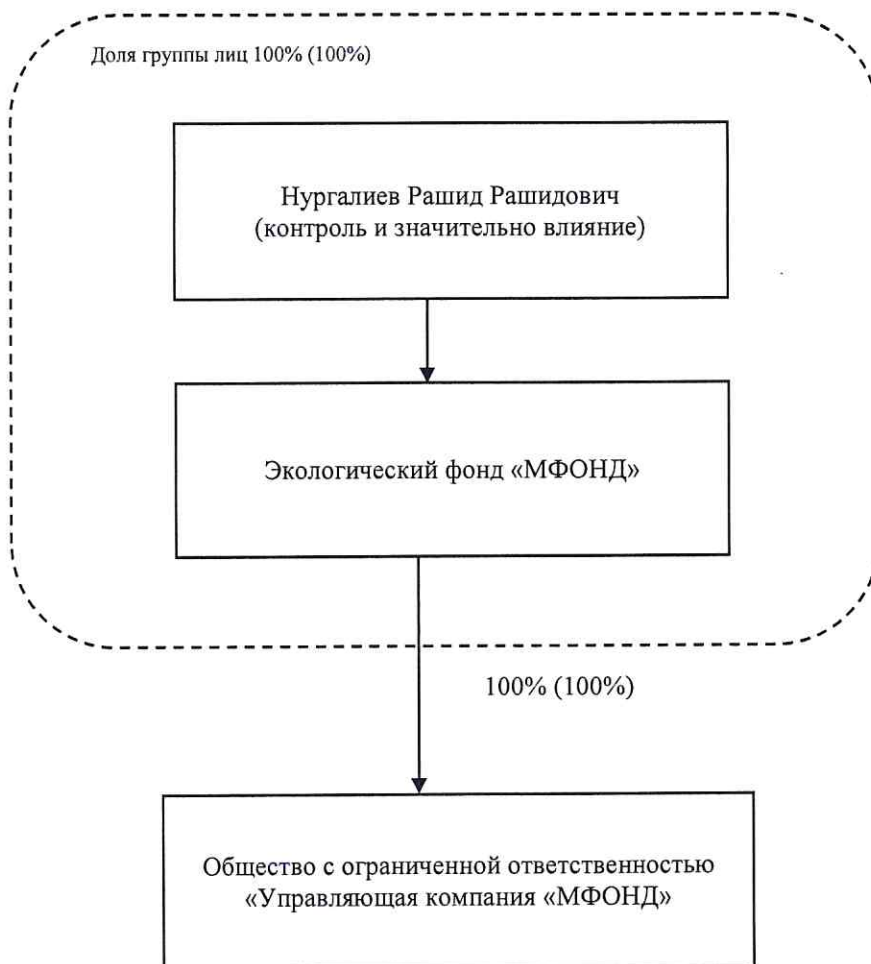 Доля группы лиц 100% (100%)
Нургалиев Рашид Рашидович
(контроль и значительно влияние)
Экологический фонд «МФОНД»
100% (100%)
Общество с ограниченной ответственностью
«Управляющая компания «МФОНД»